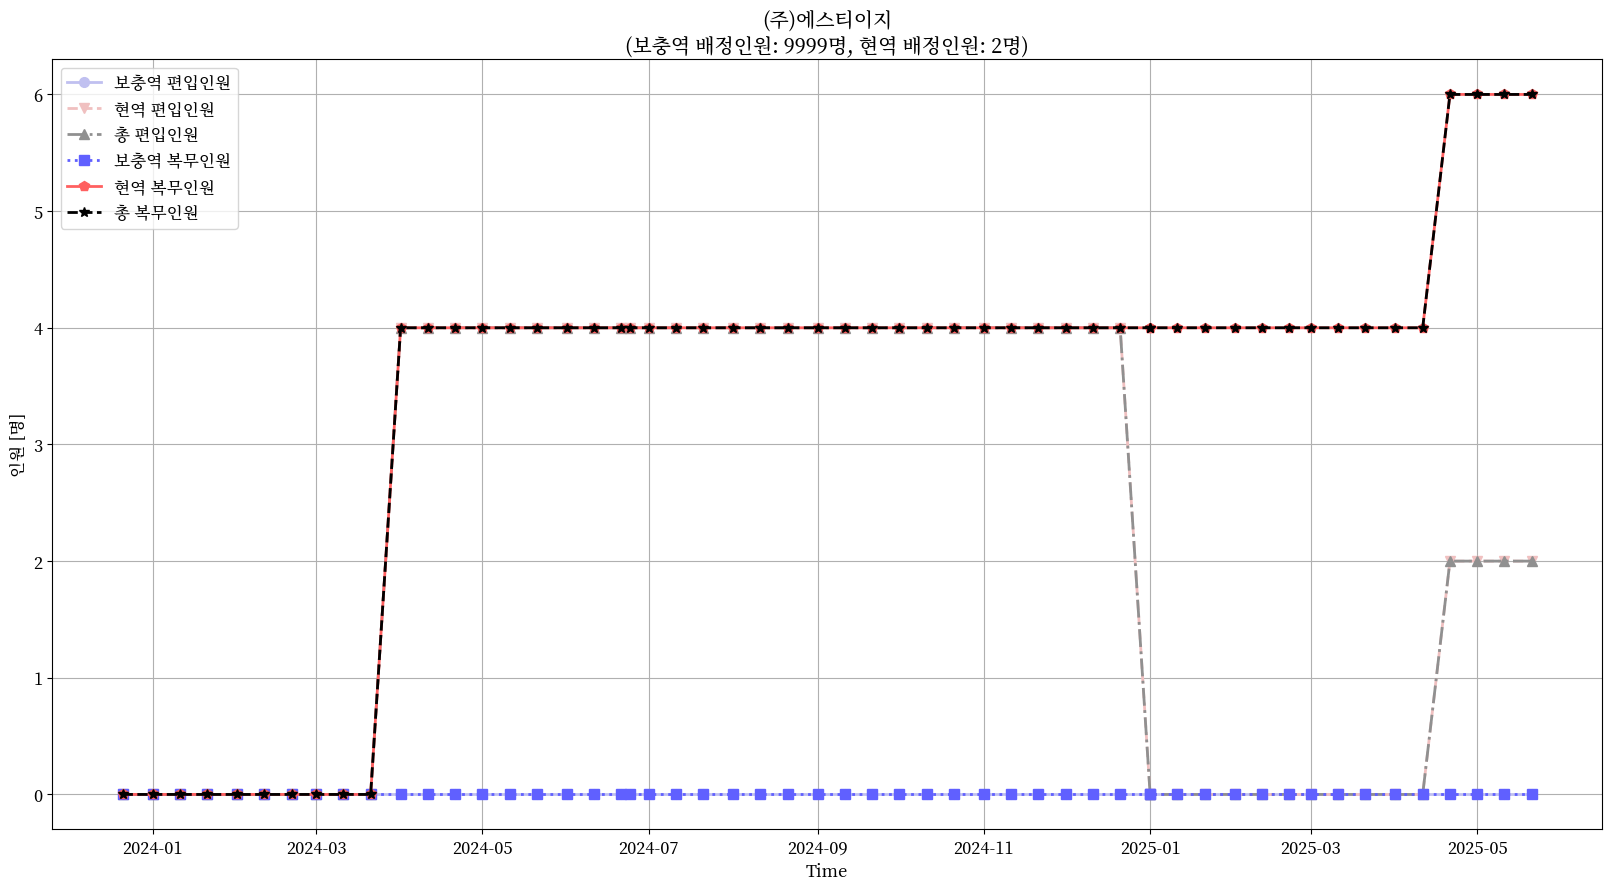 (주)에스티이지
(보충역 배정인원: 9999명, 현역 배정인원: 2명)
보충역 편입인원
현역 편입인원
총 편입인원
보충역 복무인원
현역 복무인원
총 복무인원
6
5
4
3
2
1
0
인원 [명]
2024-01
2024-03
2024-05
2024-07
2024-09
2024-11
2025-01
2025-03
2025-05
Time